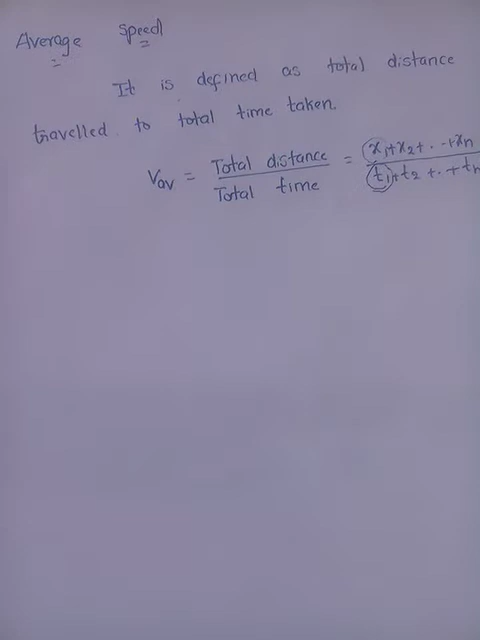 Average Speed
It is defined as total distance
travelled to total time taken.
Vav = Total distance / Total time = x1+x2+..+xn / t1+t2+..+tn